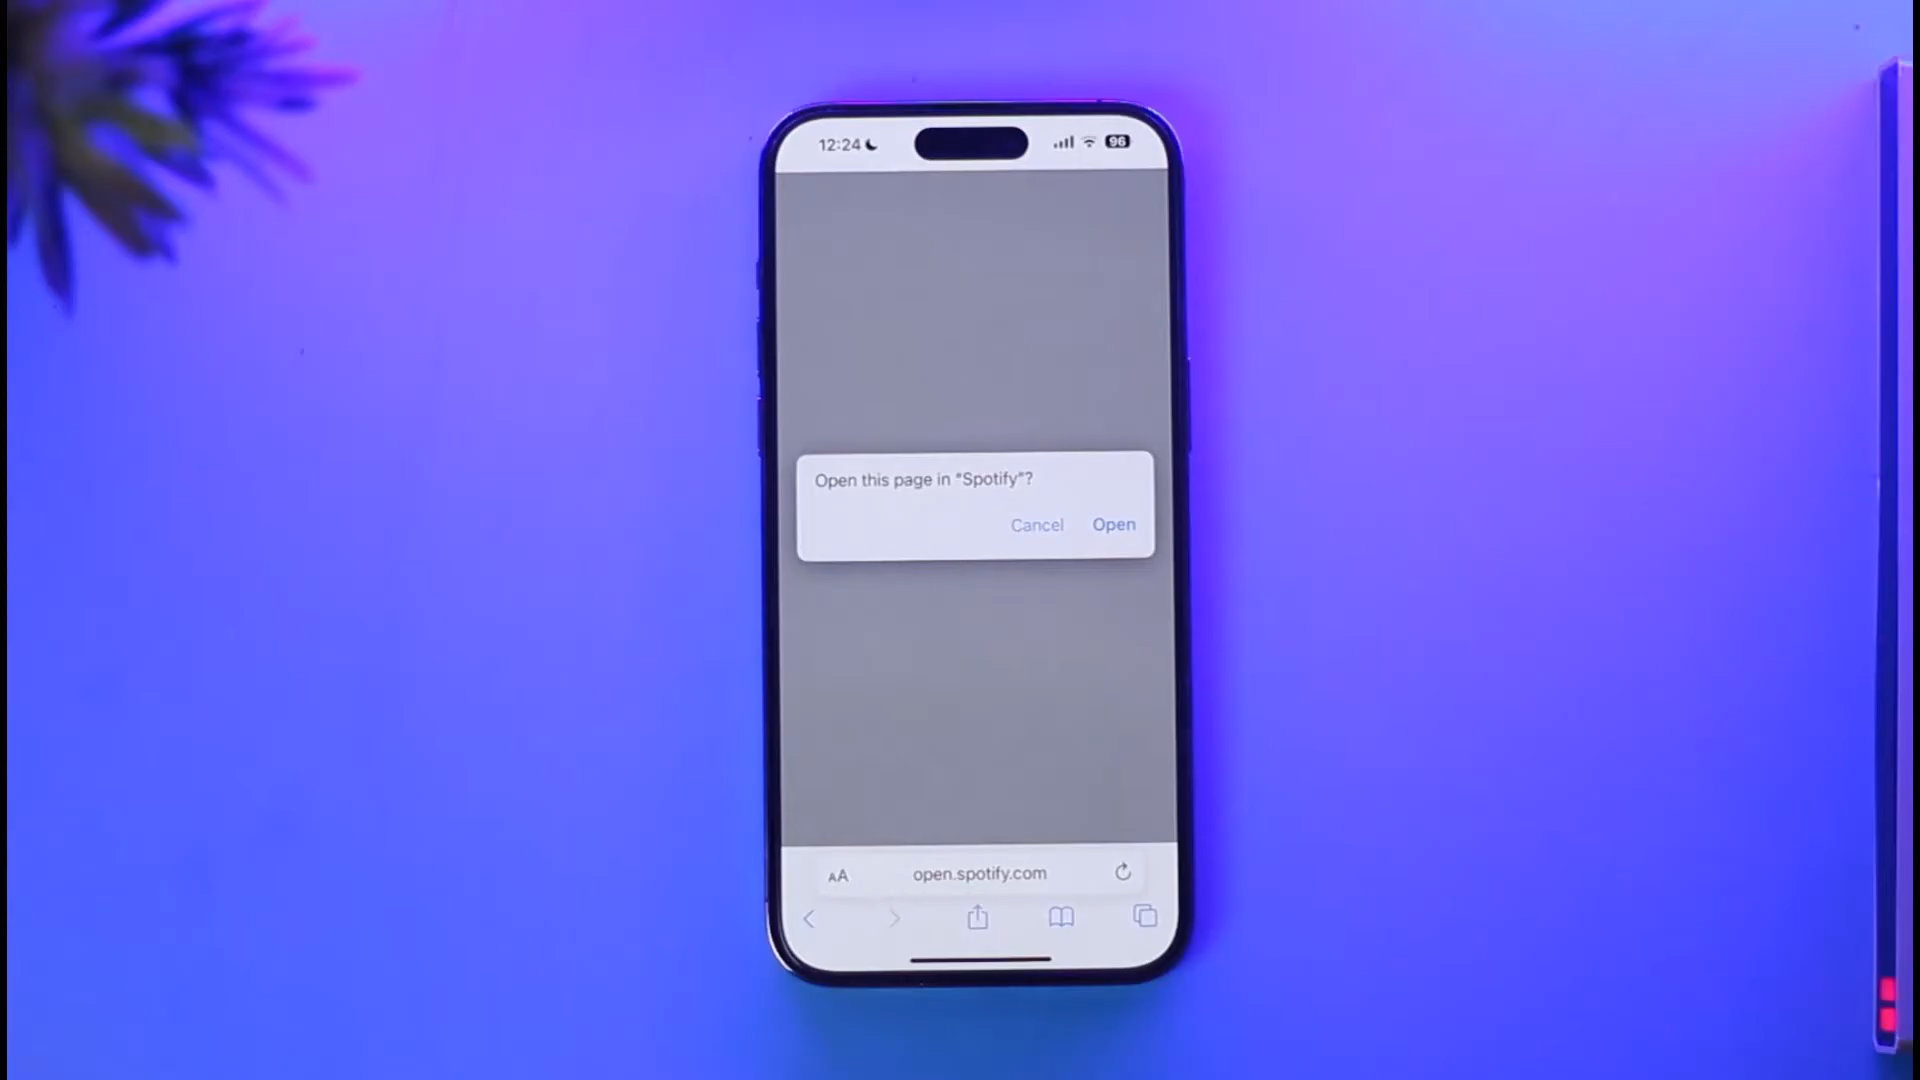 12:24
96
Open this page in “Spotify”?
Cancel Open
AA open.spotify.com